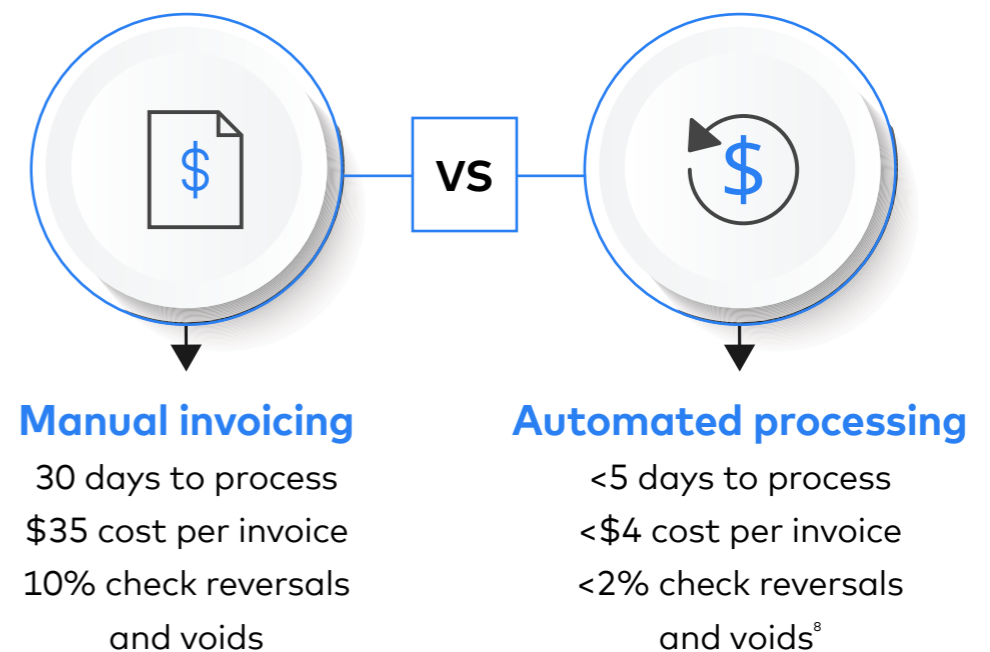 $
VS
$
Manual invoicing
30 days to process
$35 cost per invoice
10% check reversals
and voids
Automated processing
<5 days to process
<$4 cost per invoice
<2% check reversals
and voids⁸